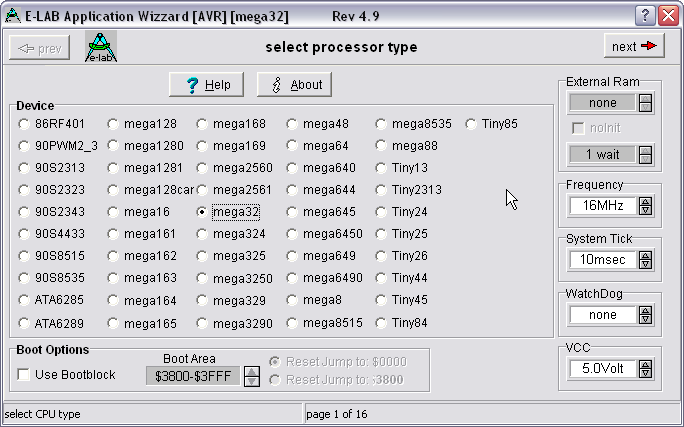 E-LAB Application Wizzard [AVR] [mega32] Rev 4.9
prev
e-lab
select processor type
next
Help
About
Device
86RF401 mega128 mega168 mega48 mega8535 Tiny85
90PWM2_3 mega1280 mega169 mega64 mega88
90S2313 mega1281 mega2560 mega640 Tiny13
90S2323 mega128can mega2561 mega644 Tiny2313
90S2343 mega16 mega32 mega645 Tiny24
90S4433 mega161 mega324 mega6450 Tiny25
90S8515 mega162 mega325 mega649 Tiny26
90S8535 mega163 mega3250 mega6490 Tiny44
ATA6285 mega164 mega329 mega8 Tiny45
ATA6289 mega165 mega3290 mega8515 Tiny84
External Ram
none
noInit
1 wait
Frequency
16MHz
System Tick
10msec
WatchDog
none
VCC
5.0Volt
Boot Options
Use Bootblock
Boot Area
$3800-$3FFF
Reset Jump to: $0000
Reset Jump to: $3800
select CPU type
page 1 of 16